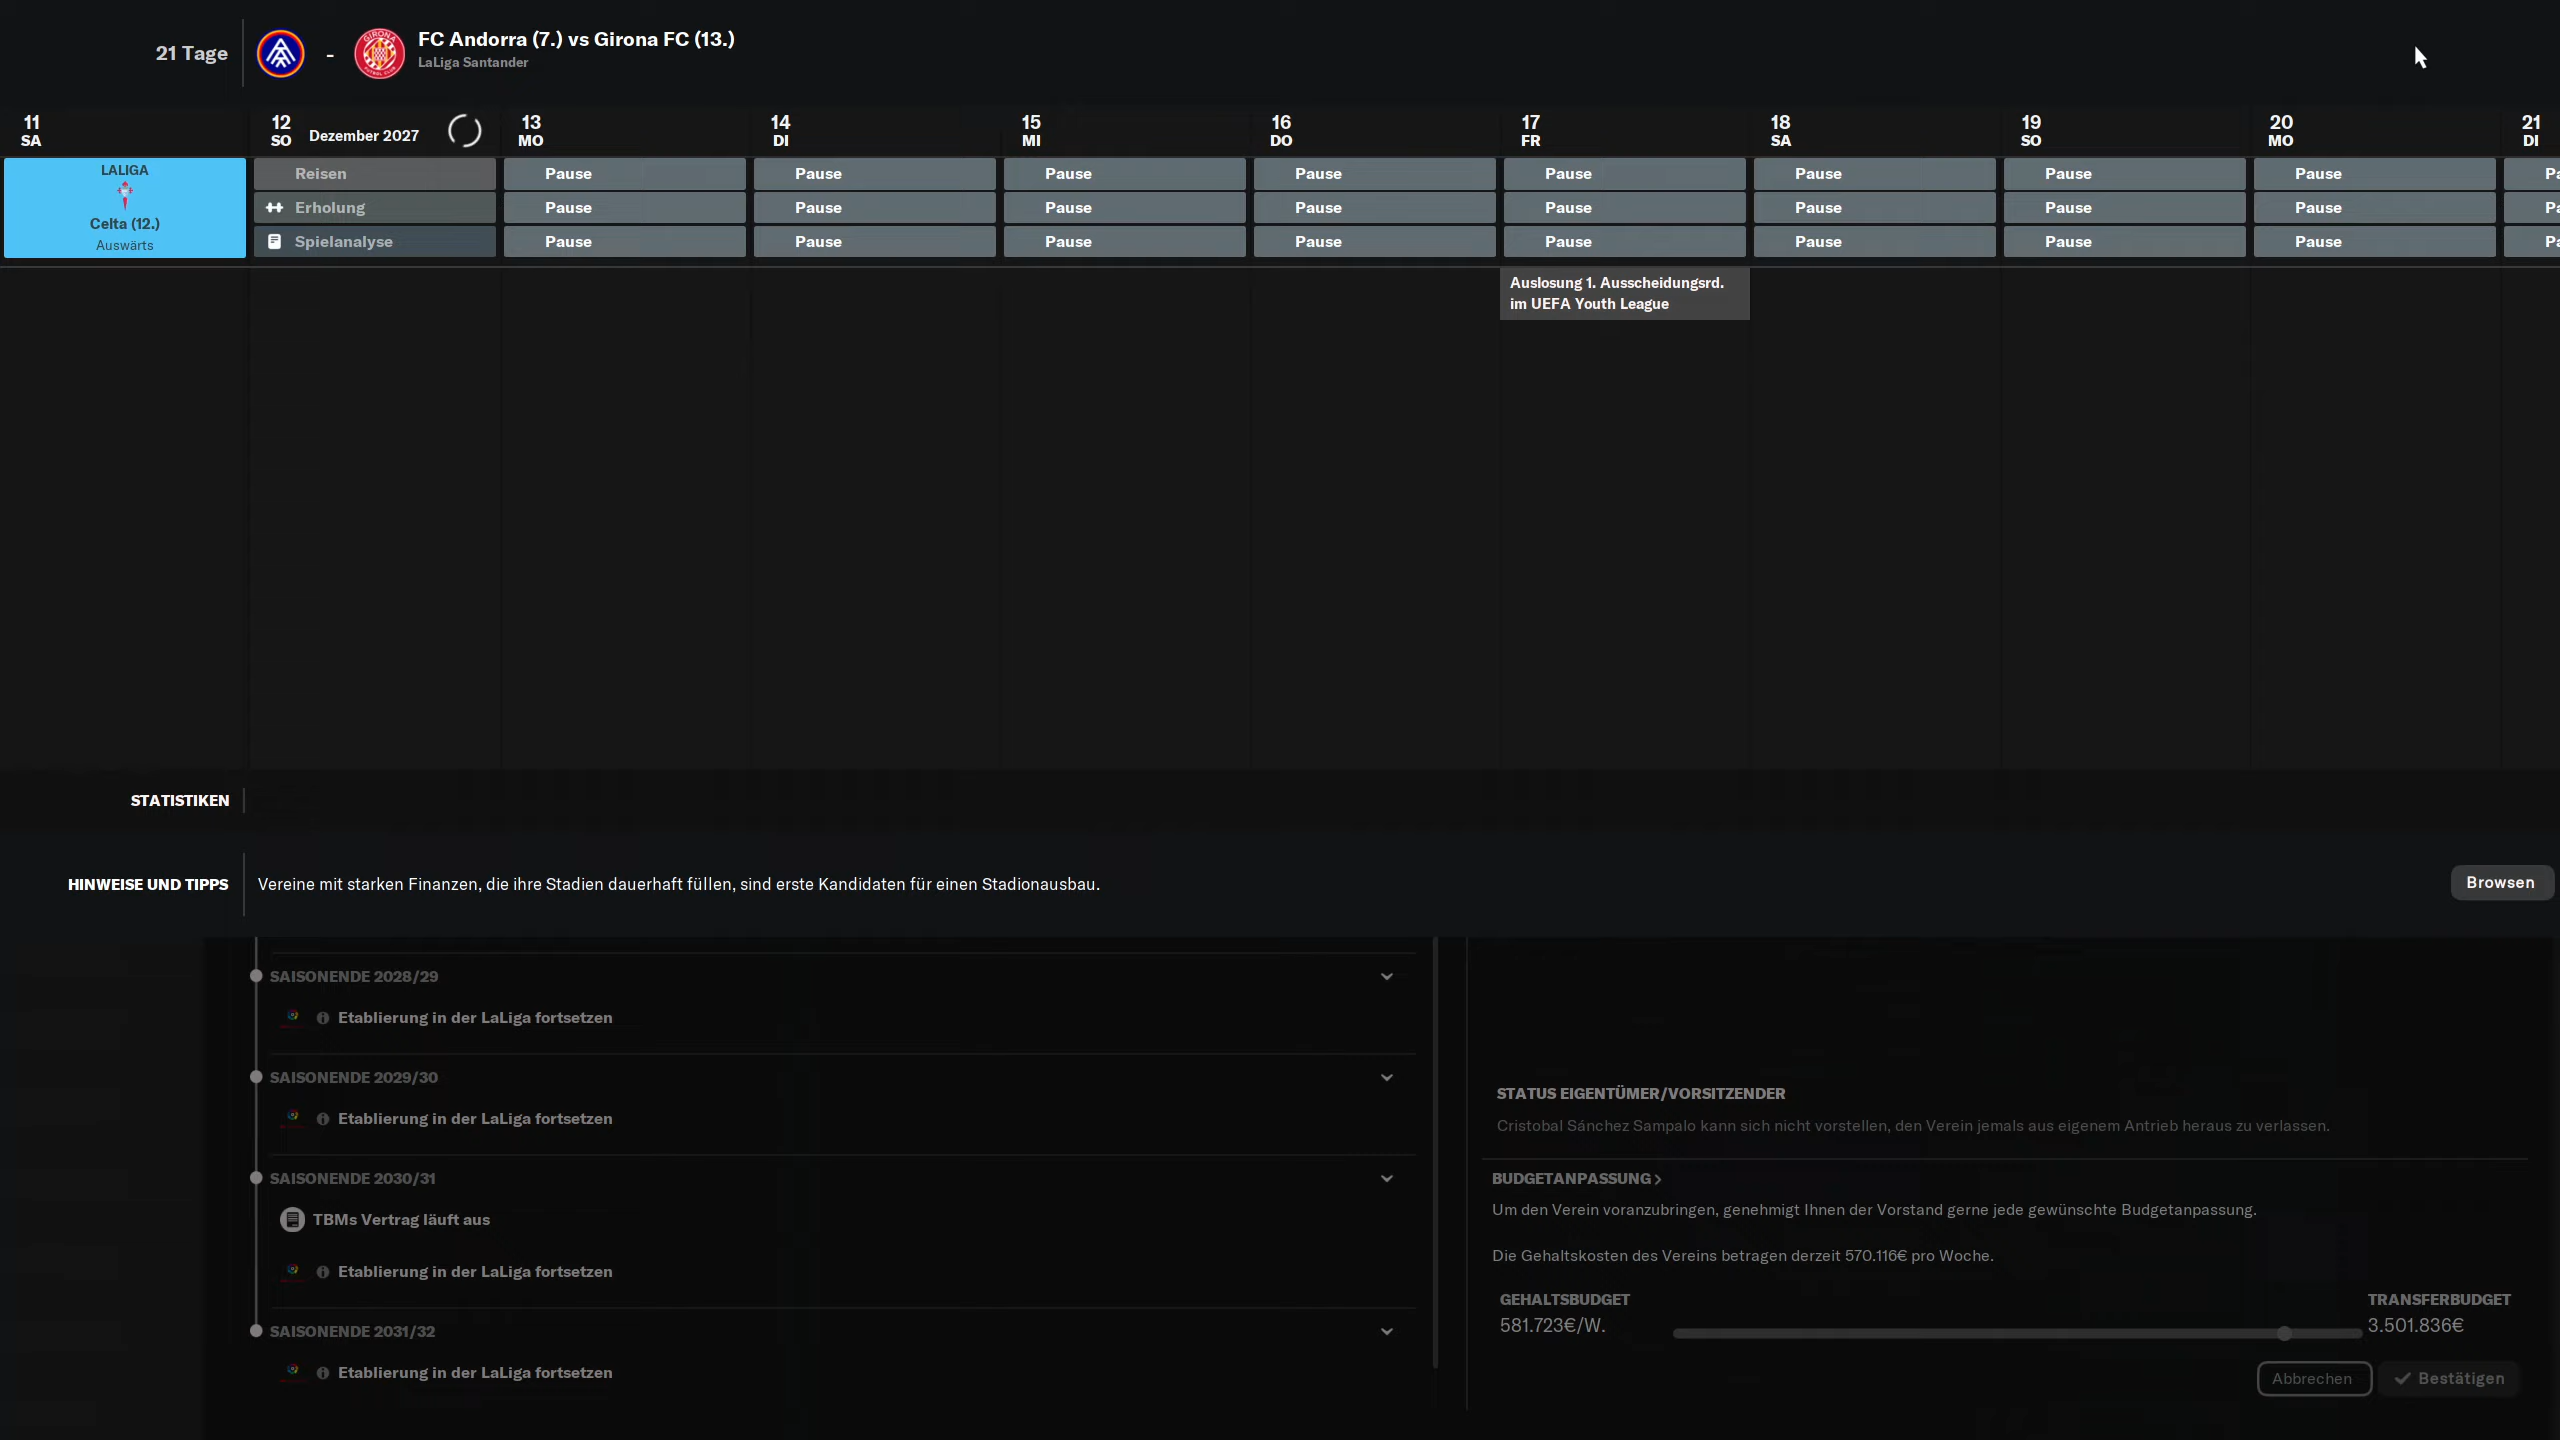 21 Tage
-
FC Andorra (7.) vs Girona FC (13.)
LaLiga Santander
11 SA
12 SO Dezember 2027
13 MO
14 DI
15 MI
16 DO
17 FR
18 SA
19 SO
20 MO
21 DI
LALIGA
Celta (12.)
Auswärts
Reisen Pause Pause Pause Pause Pause Pause Pause Pause
Erholung Pause Pause Pause Pause Pause Pause Pause Pause
Spielanalyse Pause Pause Pause Pause Pause Pause Pause Pause
Auslosung 1. Ausscheidungsrd.
im UEFA Youth League
STATISTIKEN
HINWEISE UND TIPPS
Vereine mit starken Finanzen, die ihre Stadien dauerhaft füllen, sind erste Kandidaten für einen Stadionausbau.
Browsen
SAISONENDE 2028/29
Etablierung in der LaLiga fortsetzen
SAISONENDE 2029/30
Etablierung in der LaLiga fortsetzen
SAISONENDE 2030/31
TBMs Vertrag läuft aus
Etablierung in der LaLiga fortsetzen
SAISONENDE 2031/32
Etablierung in der LaLiga fortsetzen
STATUS EIGENTÜMER/VORSITZENDER
Cristobal Sánchez Sampalo kann sich nicht vorstellen, den Verein jemals aus eigenem Antrieb heraus zu verlassen.
BUDGETANPASSUNG >
Um den Verein voranzubringen, genehmigt Ihnen der Vorstand gerne jede gewünschte Budgetanpassung.
Die Gehaltskosten des Vereins betragen derzeit 570.116€ pro Woche.
GEHALTSBUDGET
581.723€/W.
TRANSFERBUDGET
3.501.836€
Abbrechen
Bestätigen